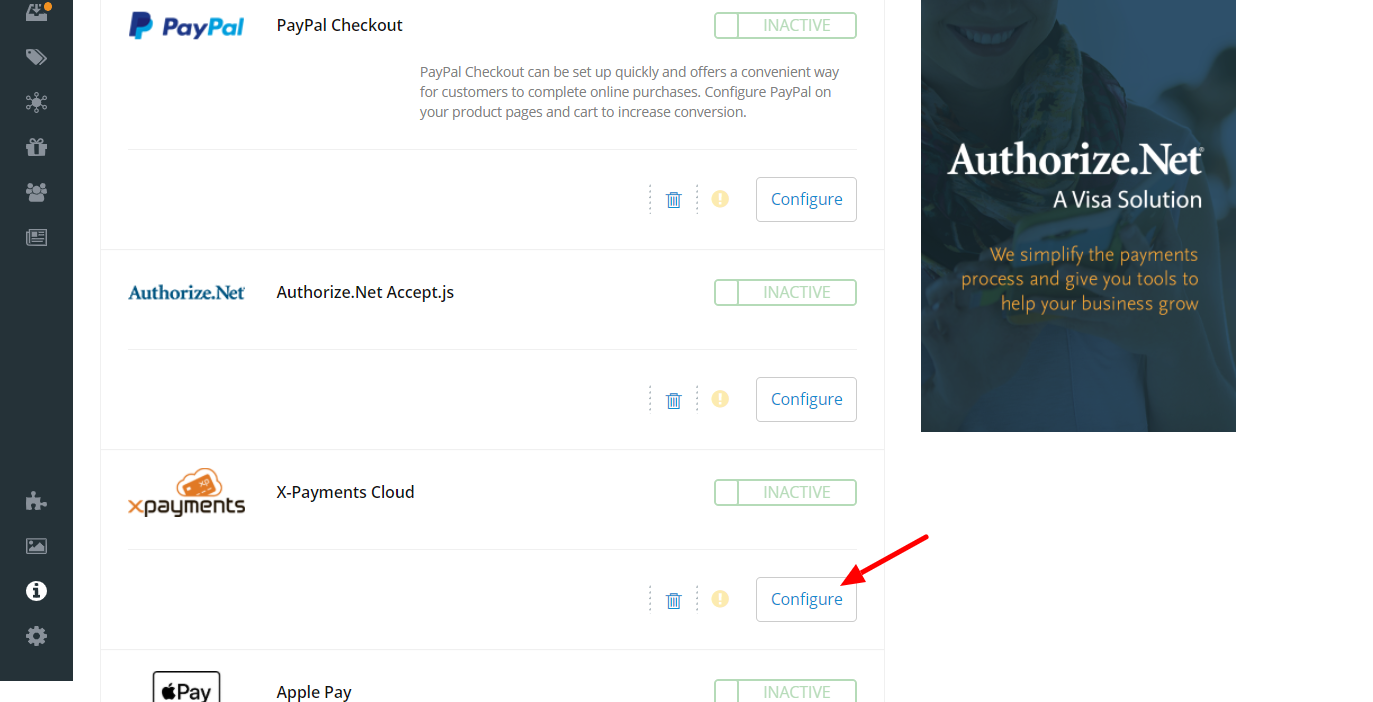 PayPal
PayPal Checkout
INACTIVE
PayPal Checkout can be set up quickly and offers a convenient way
for customers to complete online purchases. Configure PayPal on
your product pages and cart to increase conversion.
Configure
Authorize.Net
Authorize.Net Accept.js
INACTIVE
Configure
xp
xpayments
X-Payments Cloud
INACTIVE
Configure
Pay
Apple Pay
INACTIVE
Authorize.Net®
A Visa Solution
We simplify the payments
process and give you tools to
help your business grow